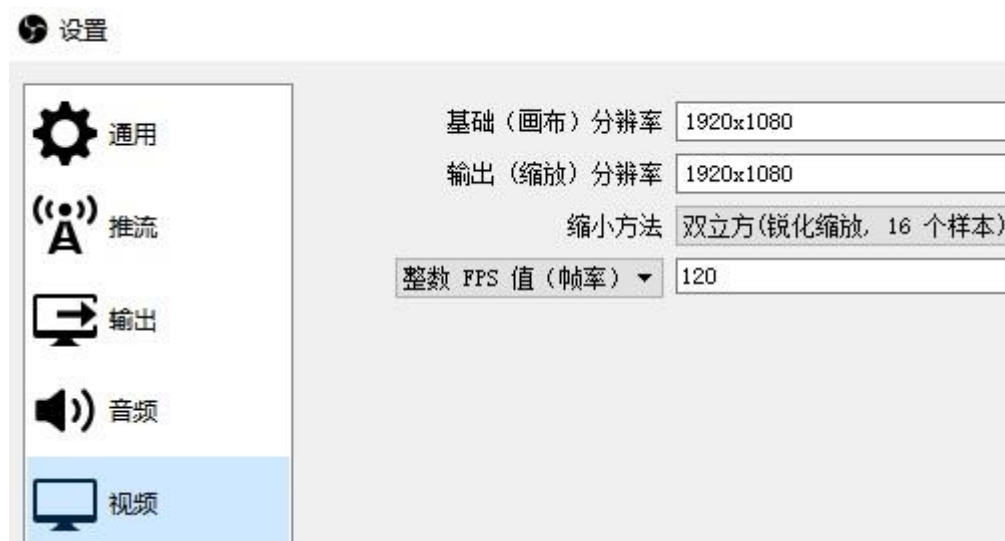 设置
通用
推流
输出
音频
视频
基础（画布）分辨率 1920x1080
输出（缩放）分辨率 1920x1080
缩小方法 双立方(锐化缩放, 16 个样本)
整数 FPS 值（帧率） 120